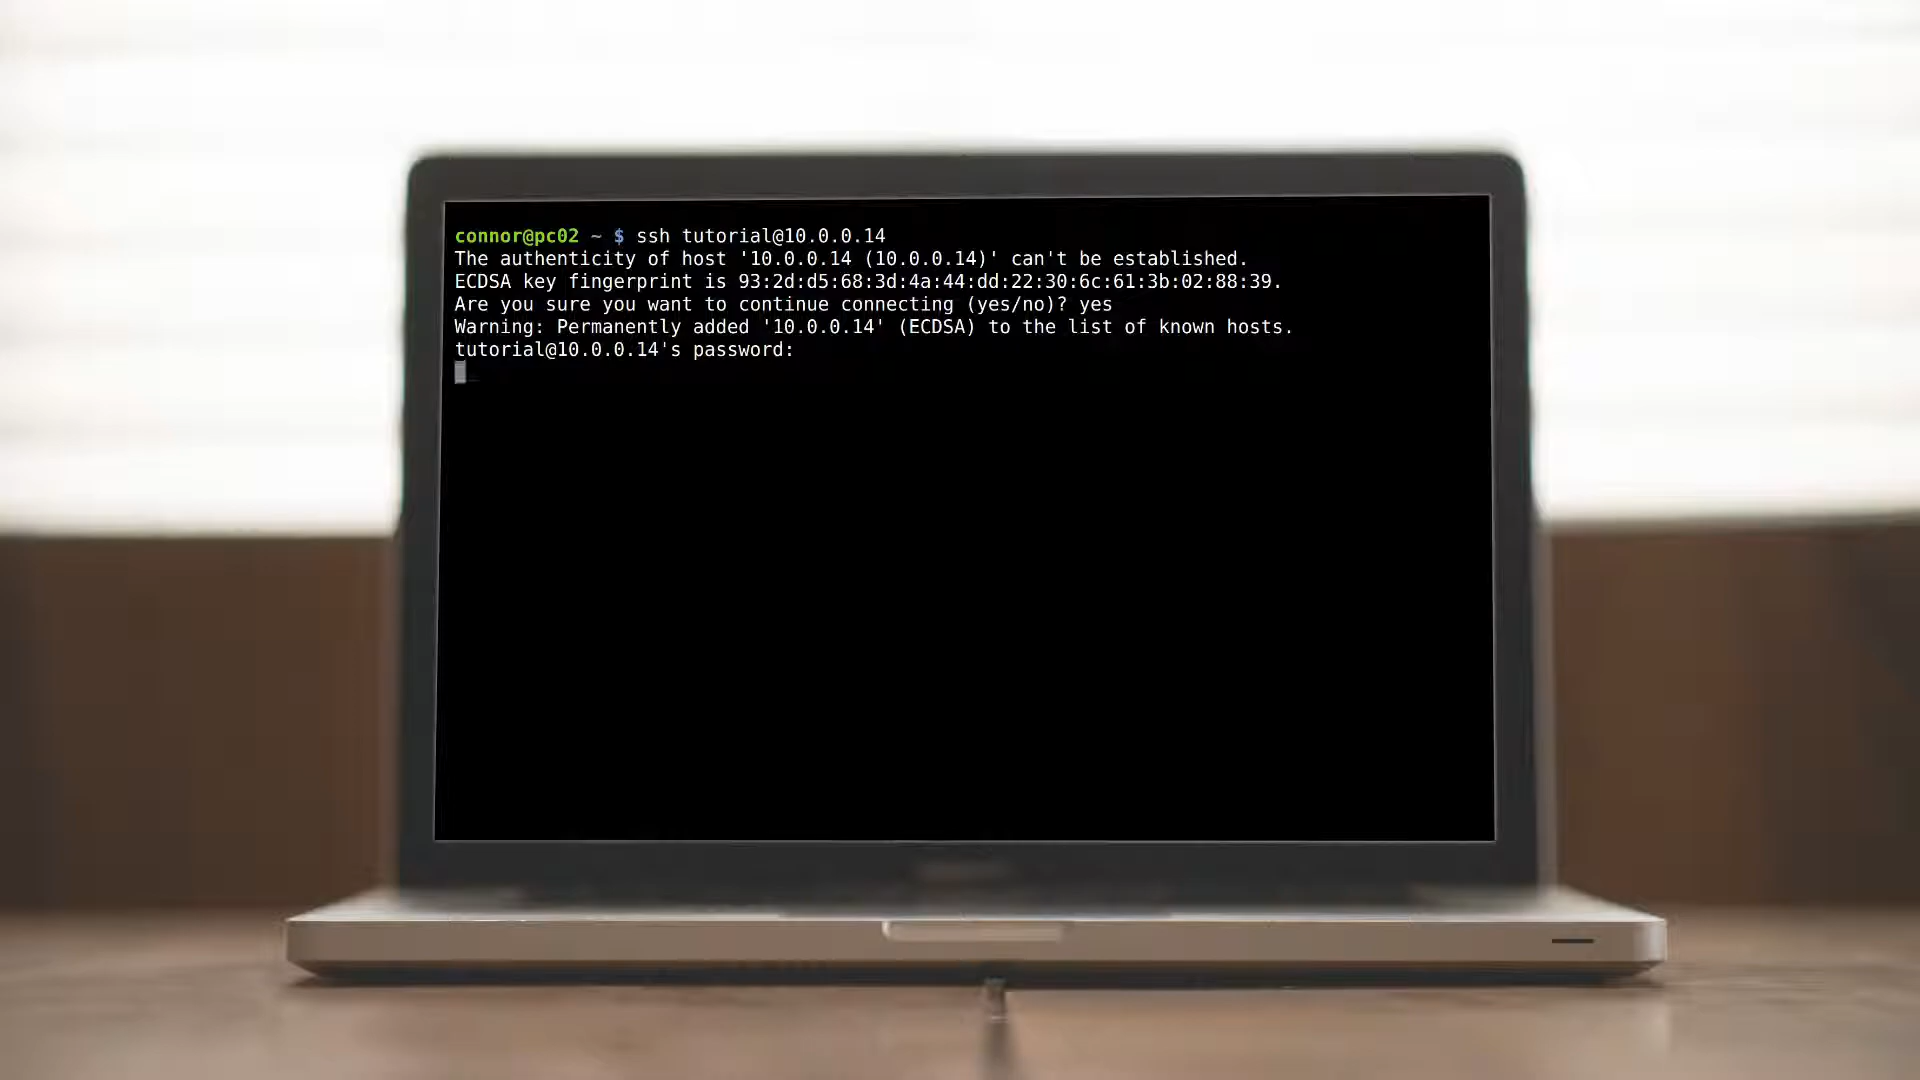 connor@pc02 ~ $ ssh tutorial@10.0.0.14
The authenticity of host '10.0.0.14 (10.0.0.14)' can't be established.
ECDSA key fingerprint is 93:2d:d5:68:3d:4a:44:dd:22:30:6c:61:3b:02:88:39.
Are you sure you want to continue connecting (yes/no)? yes
Warning: Permanently added '10.0.0.14' (ECDSA) to the list of known hosts.
tutorial@10.0.0.14's password: